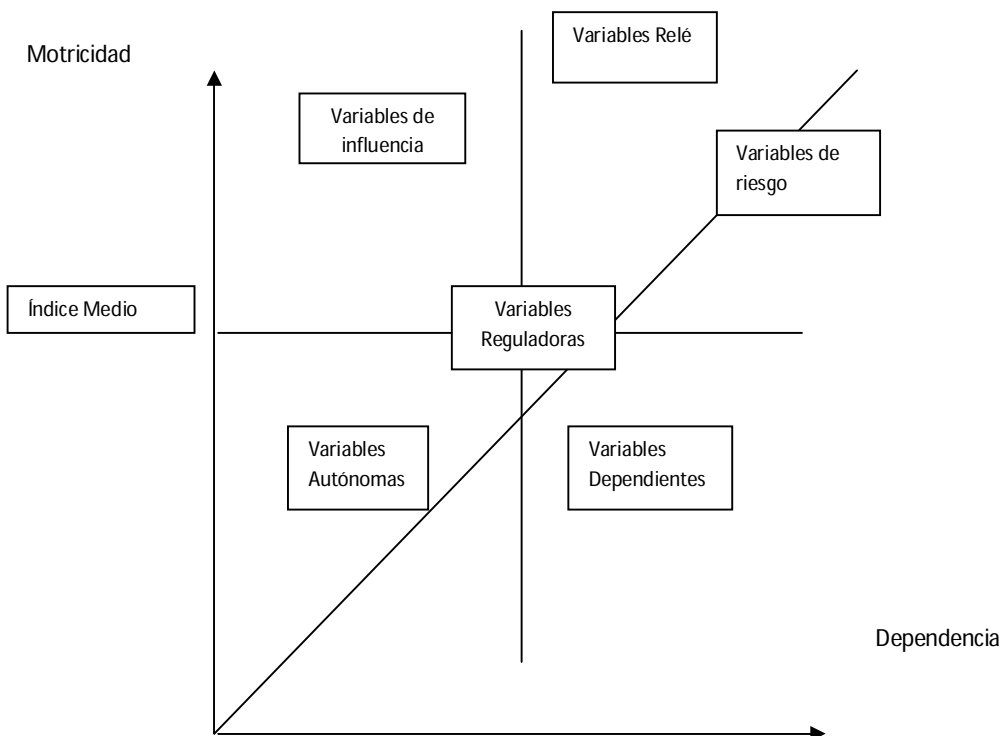 Variables Relé
Motricidad
Variables de
influencia
Variables de
riesgo
Índice Medio
Variables
Reguladoras
Variables
Autónomas
Variables
Dependientes
Dependencia